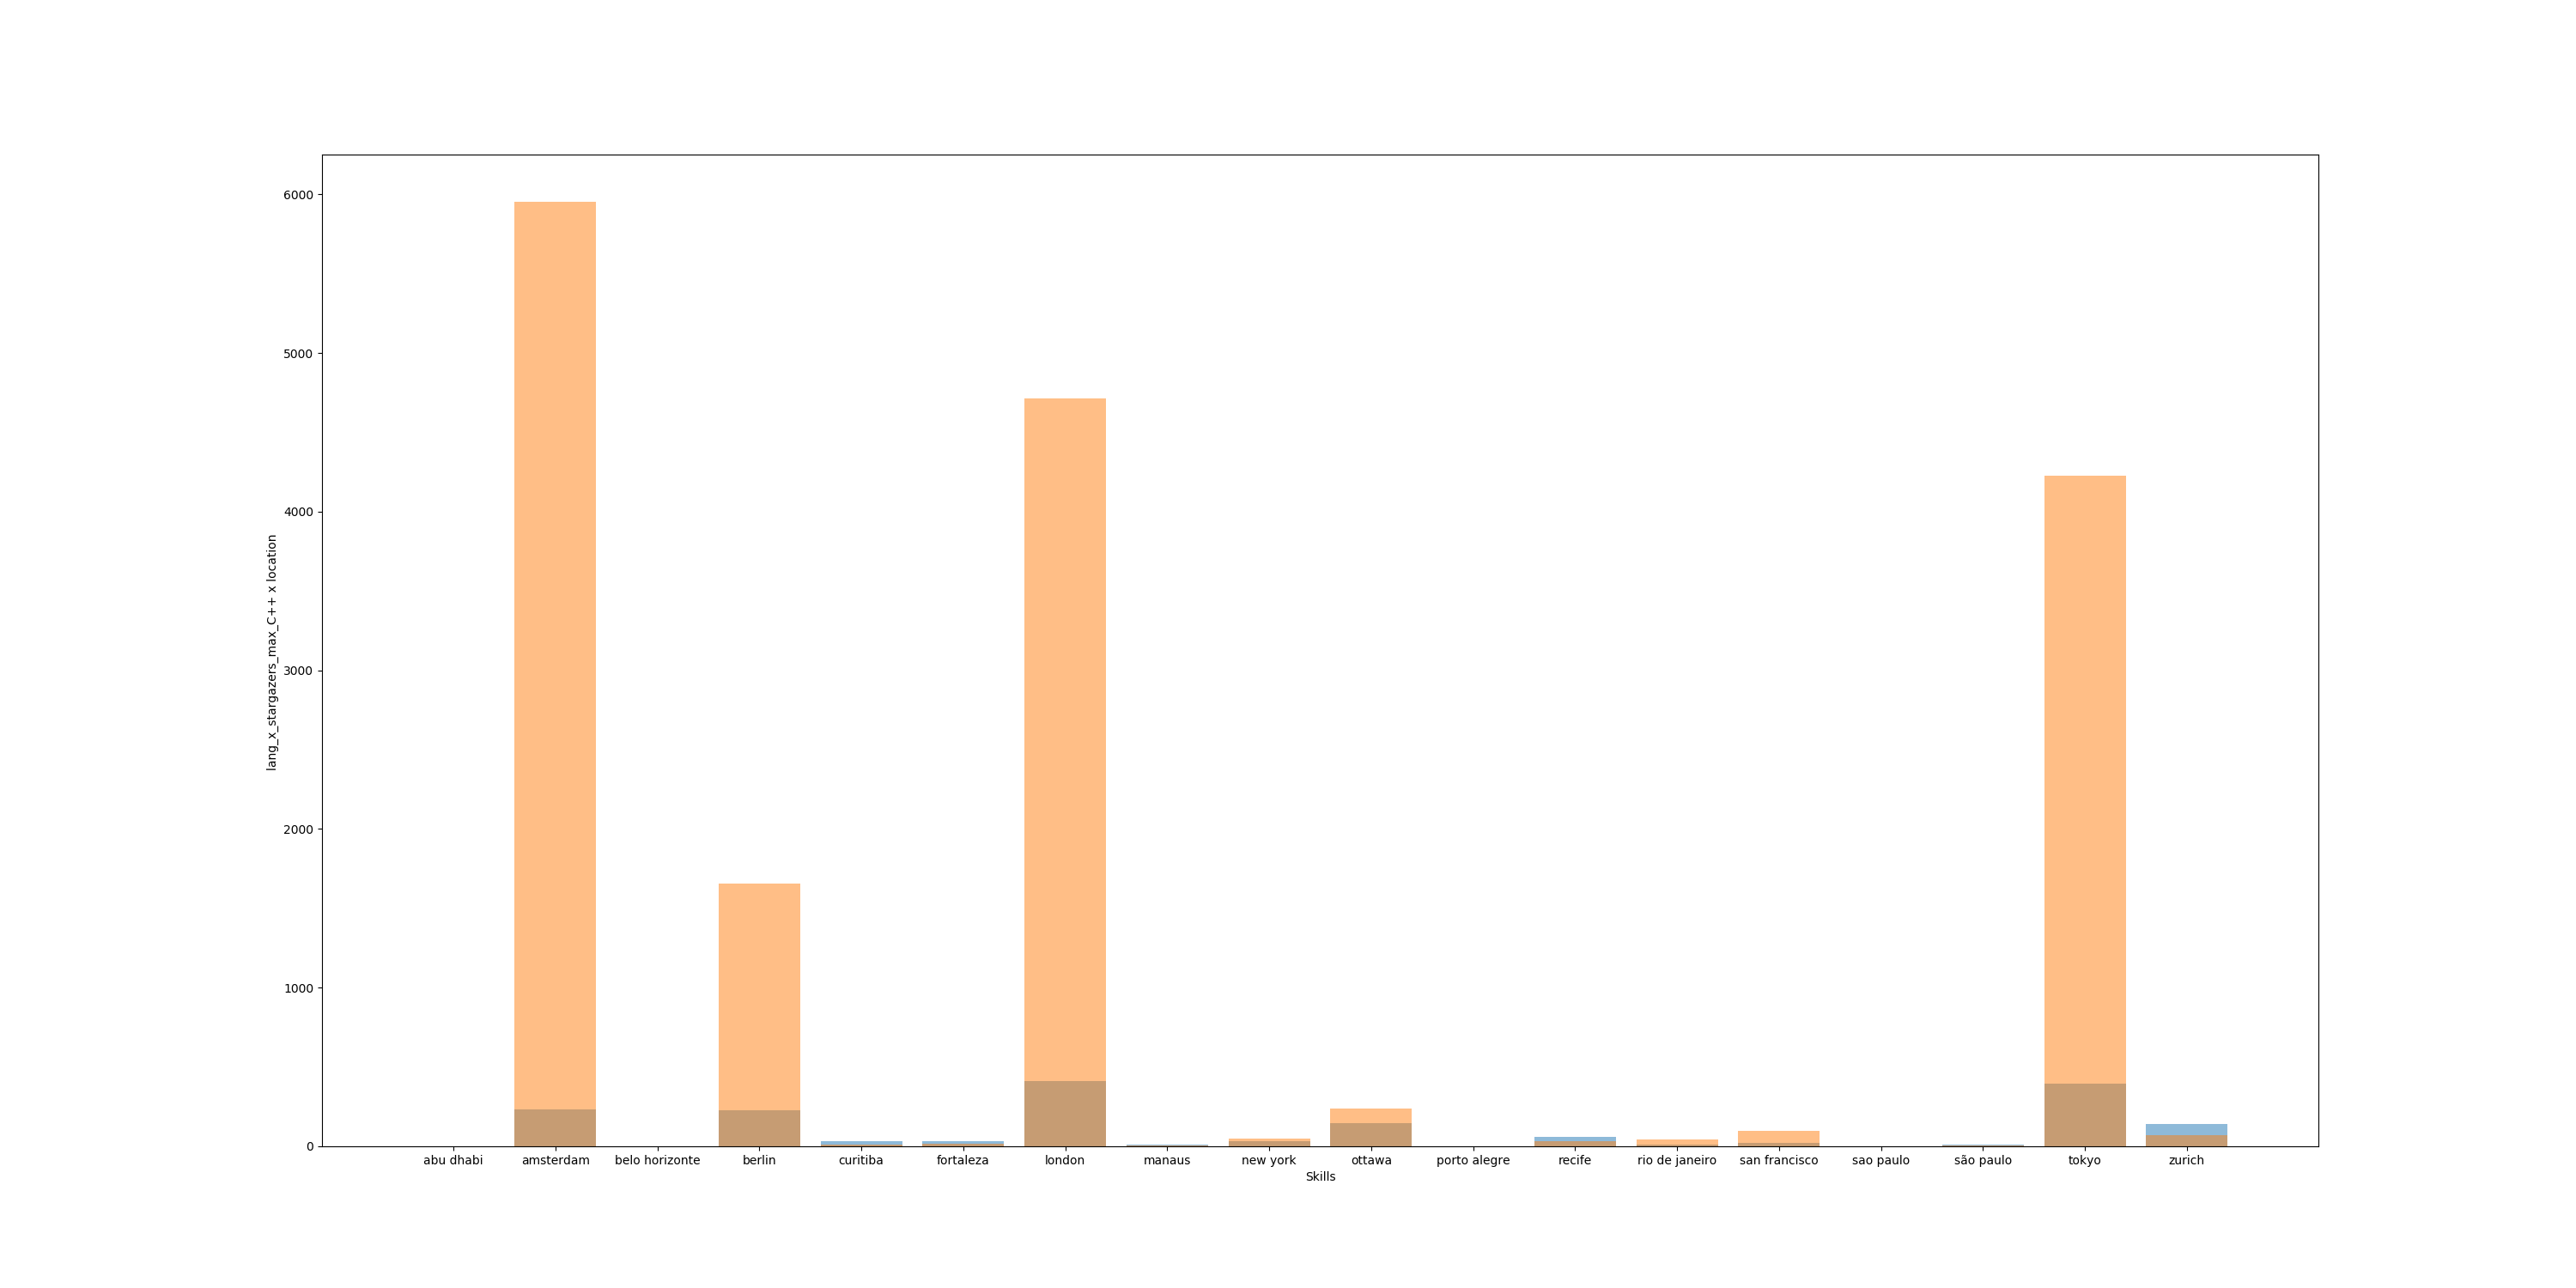 lang_x_stargazers_max_C++ x location
6000
5000
4000
3000
2000
1000
0
abu dhabi amsterdam belo horizonte berlin curitiba fortaleza london manaus new york ottawa porto alegre recife rio de janeiro san francisco sao paulo são paulo tokyo zurich
Skills